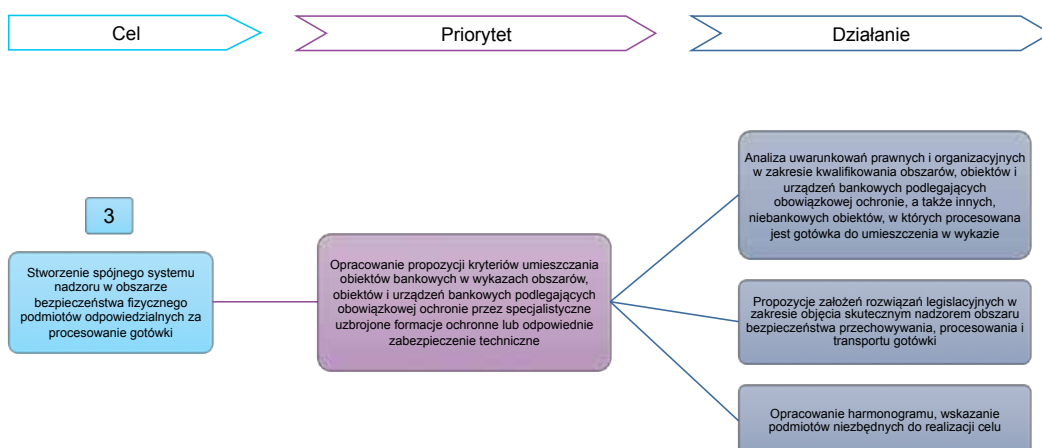 Cel
Priorytet
Działanie
3
Stworzenie spójnego systemu
nadzoru w obszarze
bezpieczeństwa fizycznego
podmiotów odpowiedzialnych za
procesowanie gotówki
Opracowanie propozycji kryteriów umieszczania
obiektów bankowych w wykazach obszarów,
obiektów i urządzeń bankowych podlegających
obowiązkowej ochronie przez specjalistyczne
uzbrojone formacje ochronne lub odpowiednie
zabezpieczenie techniczne
Analiza uwarunkowań prawnych i organizacyjnych
w zakresie kwalifikowania obszarów, obiektów i
urządzeń bankowych podlegających
obowiązkowej ochronie, a także innych,
niebankowych obiektów, w których procesowana
jest gotówka do umieszczenia w wykazie
Propozycje założeń rozwiązań legislacyjnych w
zakresie objęcia skutecznym nadzorem obszaru
bezpieczeństwa przechowywania, procesowania i
transportu gotówki
Opracowanie harmonogramu, wskazanie
podmiotów niezbędnych do realizacji celu